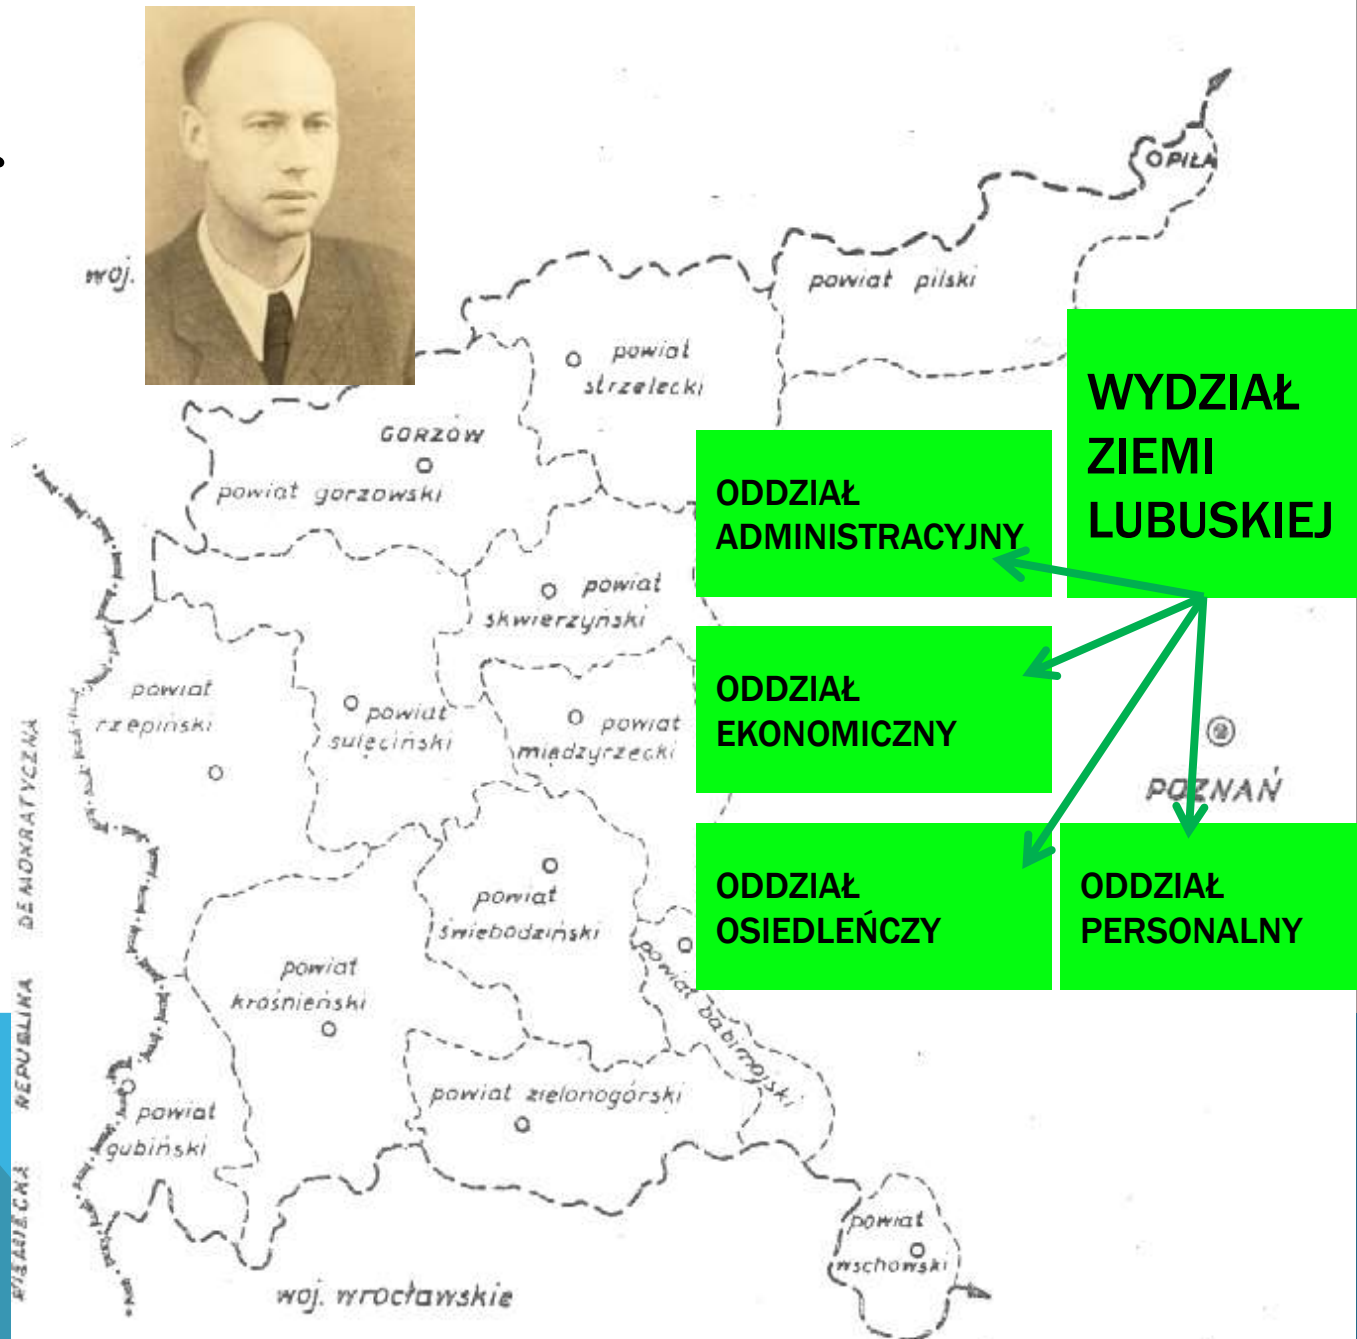 woj.
OPIŁA
powiat pilski
powiat
strzelecki
GORZÓW
powiat gorzowski
WYDZIAŁ
ZIEMI
LUBUSKIEJ
ODDZIAŁ
ADMINISTRACYJNY
powiat
skwierzyński
ODDZIAŁ
EKONOMICZNY
powiat
rzepiński
powiat
sulęciński
powiat
międzyrzecki
POZNAŃ
ODDZIAŁ
OSIEDLEŃCZY
ODDZIAŁ
PERSONALNY
powiat
świebodziński
powiat babimojski
powiat
krośnieński
powiat zielonogórski
powiat
gubiński
powiat
wschowski
woj. wrocławskie
NIEMIECKA REPUBLIKA DEMOKRATYCZNA